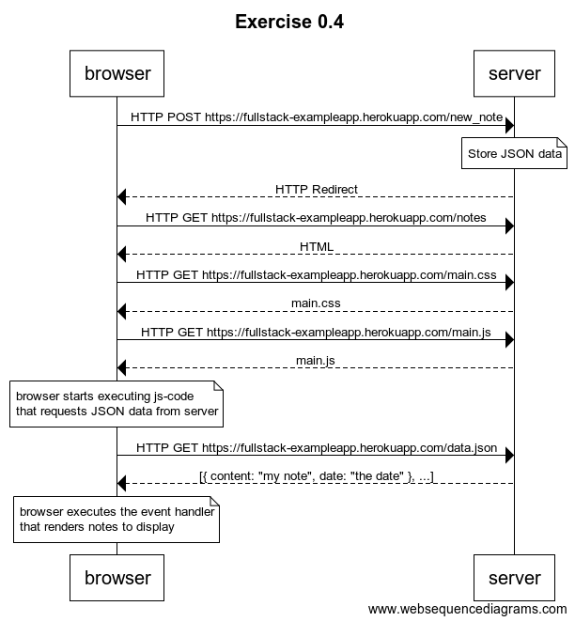 Exercise 0.4
browser
server
HTTP POST https://fullstack-exampleapp.herokuapp.com/new_note
Store JSON data
HTTP Redirect
HTTP GET https://fullstack-exampleapp.herokuapp.com/notes
HTML
HTTP GET https://fullstack-exampleapp.herokuapp.com/main.css
main.css
HTTP GET https://fullstack-exampleapp.herokuapp.com/main.js
main.js
browser starts executing js-code
that requests JSON data from server
HTTP GET https://fullstack-exampleapp.herokuapp.com/data.json
[{ content: "my note", date: "the date" }, ...]
browser executes the event handler
that renders notes to display
browser
server
www.websequencediagrams.com